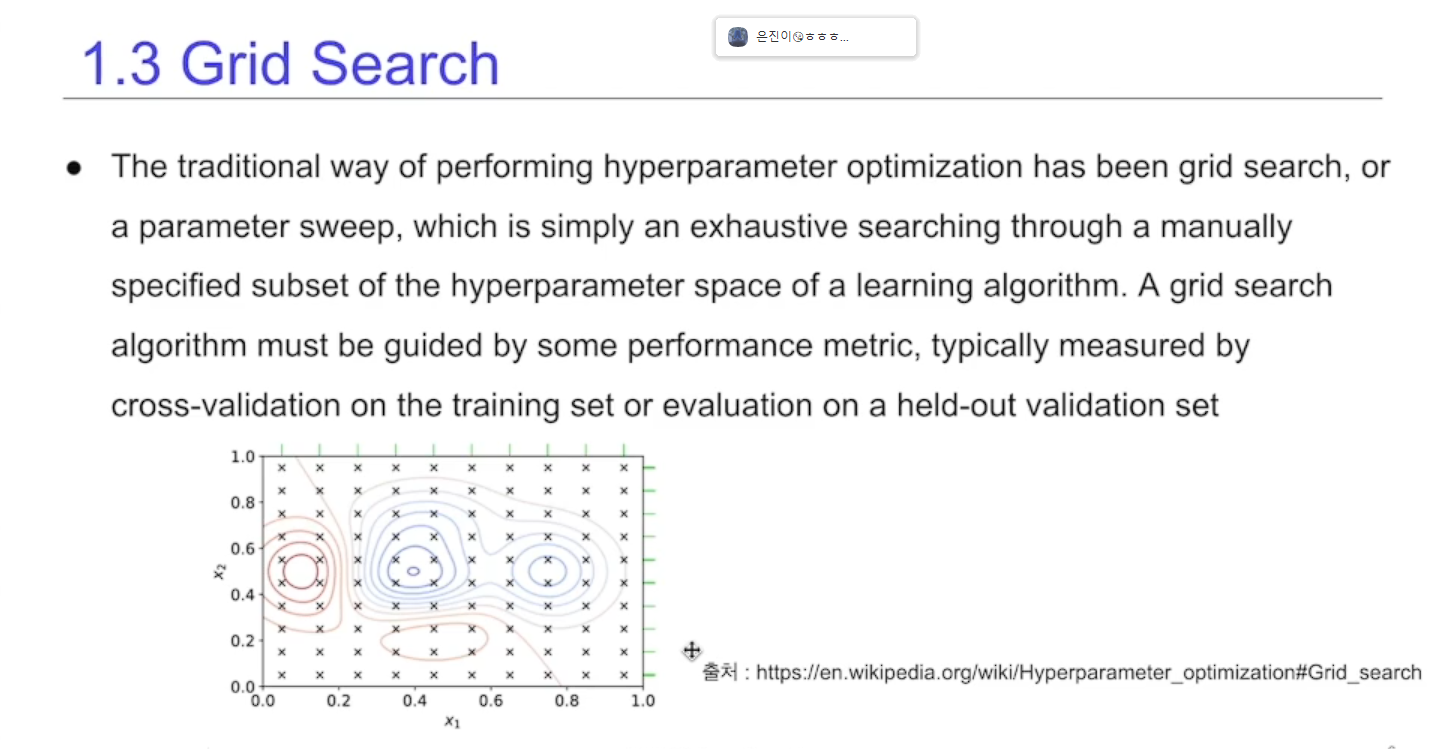 은진이😘ㅎㅎㅎ...
1.3 Grid Search
● The traditional way of performing hyperparameter optimization has been grid search, or
a parameter sweep, which is simply an exhaustive searching through a manually
specified subset of the hyperparameter space of a learning algorithm. A grid search
algorithm must be guided by some performance metric, typically measured by
cross-validation on the training set or evaluation on a held-out validation set
1.0
0.8
0.6
0.4
0.2
0.0
x₂
0.0 0.2 0.4 0.6 0.8 1.0
x₁
출처 : https://en.wikipedia.org/wiki/Hyperparameter_optimization#Grid_search